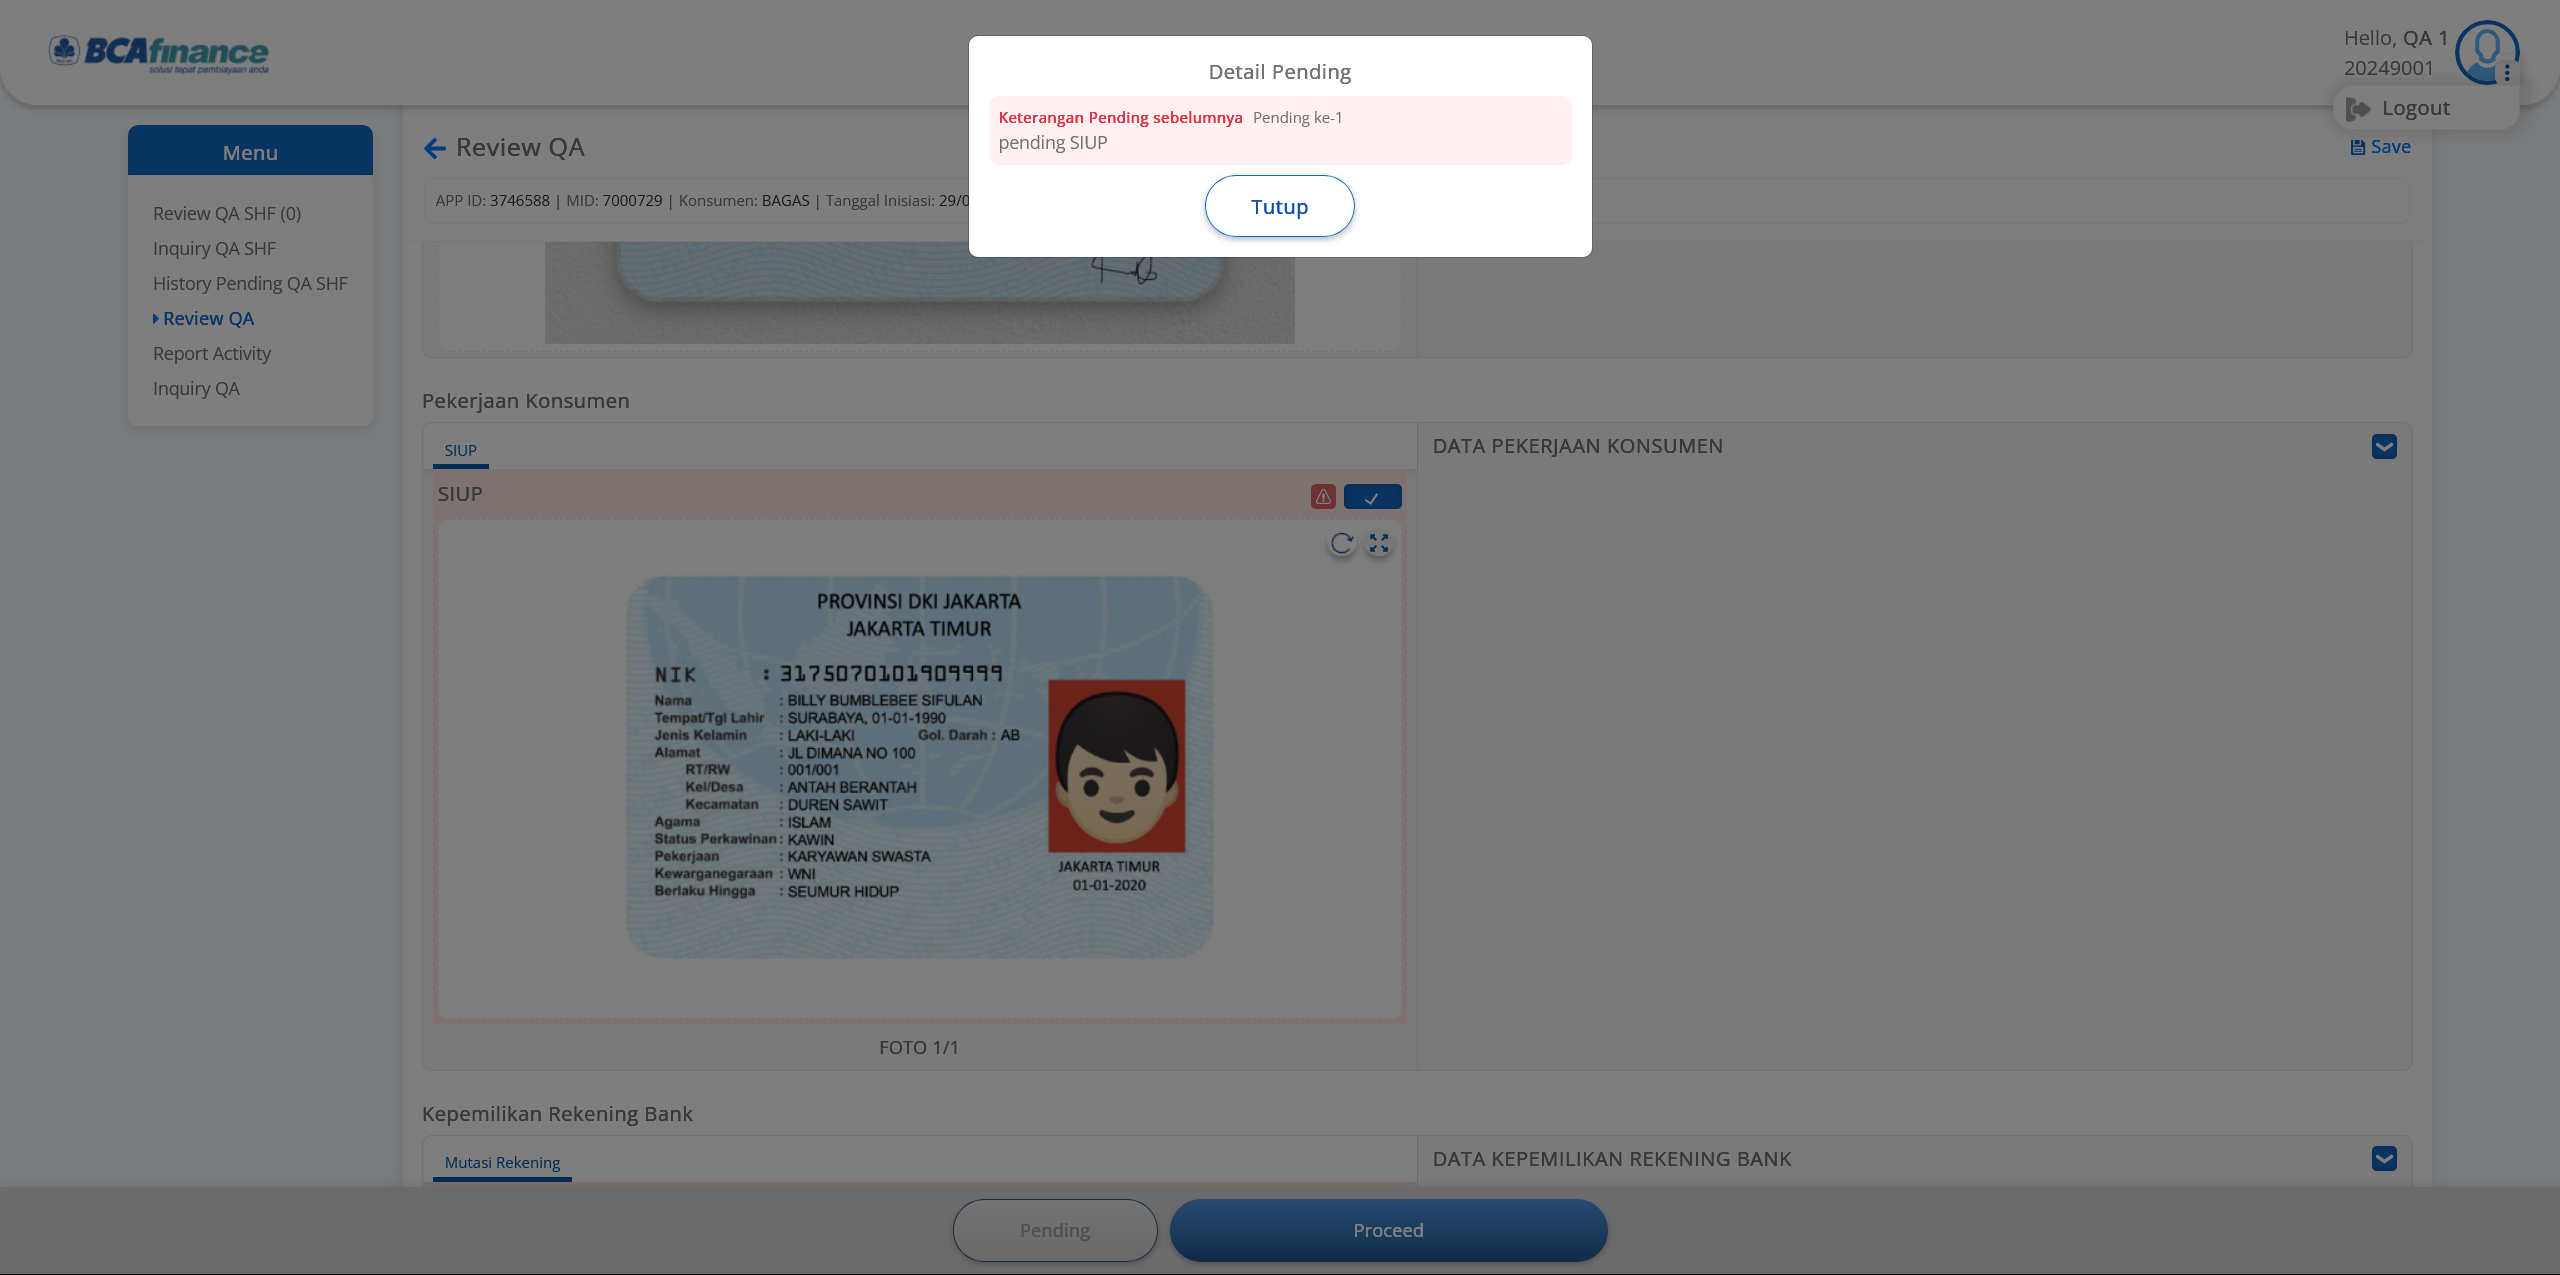 BCAfinance
solusi tepat pembiayaan anda
Hello, QA 1
20249001
Logout
Detail Pending
Keterangan Pending sebelumnya Pending ke-1
pending SIUP
Tutup
Menu
Review QA SHF (0)
Inquiry QA SHF
History Pending QA SHF
Review QA
Report Activity
Inquiry QA
Review QA
Save
APP ID: 3746588 | MID: 7000729 | Konsumen: BAGAS | Tanggal Inisiasi: 29/0
Pekerjaan Konsumen
SIUP
SIUP
PROVINSI DKI JAKARTA
JAKARTA TIMUR
NIK : 3175070101909999
Nama : BILLY BUMBLEBEE SIFULAN
Tempat/Tgl Lahir : SURABAYA, 01-01-1990
Jenis Kelamin : LAKI-LAKI Gol. Darah : AB
Alamat : JL DIMANA NO 100
RT/RW : 001/001
Kel/Desa : ANTAH BERANTAH
Kecamatan : DUREN SAWIT
Agama : ISLAM
Status Perkawinan : KAWIN
Pekerjaan : KARYAWAN SWASTA
Kewarganegaraan : WNI
Berlaku Hingga : SEUMUR HIDUP
JAKARTA TIMUR
01-01-2020
FOTO 1/1
DATA PEKERJAAN KONSUMEN
Kepemilikan Rekening Bank
Mutasi Rekening
DATA KEPEMILIKAN REKENING BANK
Pending
Proceed